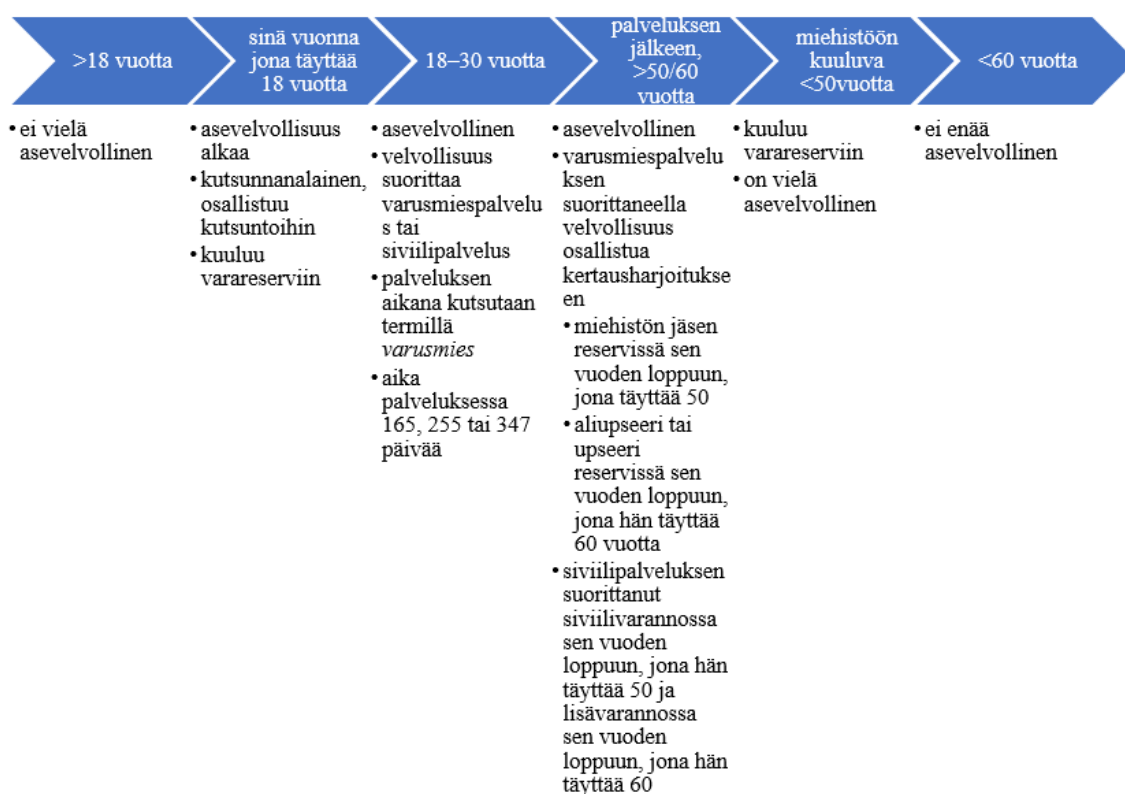 >18 vuotta
sinä vuonna
jona täyttää
18 vuotta
18–30 vuotta
palveluksen
jälkeen,
>50/60
vuotta
miehistöön
kuuluva
<50vuotta
<60 vuotta
• ei vielä
asevelvollinen
• asevelvollisuus
alkaa
• kutsunnanalainen,
osallistuu
kutsuntoihin
• kuuluu
varareserviin
• asevelvollinen
• velvollisuus
suorittaa
varusmiespalvelu
s tai
siviilipalvelus
• palveluksen
aikana kutsutaan
termillä
varusmies
• aika
palveluksessa
165, 255 tai 347
päivää
• asevelvollinen
• varusmiespalvelu
ksen
suorittaneella
velvollisuus
osallistua
kertausharjoitukse
en
• miehistön jäsen
reservissä sen
vuoden loppuun,
jona täyttää 50
• aliupseeri tai
upseeri
reservissä sen
vuoden loppuun,
jona hän täyttää
60 vuotta
• siviilipalveluksen
suorittanut
siviilivarannossa
sen vuoden
loppuun, jona hän
täyttää 50 ja
lisävarannossa
sen vuoden
loppuun, jona hän
täyttää 60
• kuuluu
varareserviin
• on vielä
asevelvollinen
• ei enää
asevelvollinen